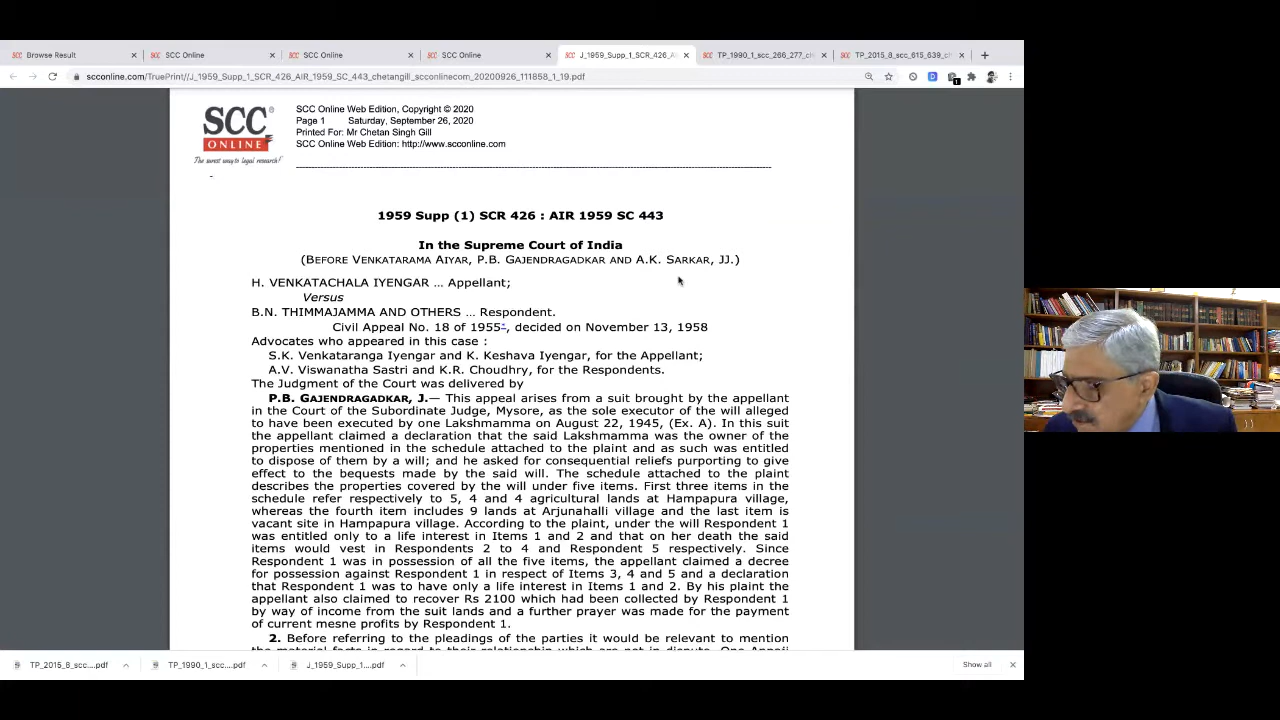 Browse Result
SCC Online
SCC Online
SCC Online
J_1959_Supp_1_SCR_426_A
TP_1990_1_scc_266_277_ch
TP_2015_8_scc_615_639_ch
scconline.com/TruePrint//J_1959_Supp_1_SCR_426_AIR_1959_SC_443_chetangill_scconlinecom_20200926_111858_1_19.pdf
SCC
ONLINE
The surest way to legal research!
SCC Online Web Edition, Copyright © 2020
Page 1 Saturday, September 26, 2020
Printed For: Mr Chetan Singh Gill
SCC Online Web Edition: http://www.scconline.com
1959 Supp (1) SCR 426 : AIR 1959 SC 443
In the Supreme Court of India
(BEFORE VENKATARAMA AIYAR, P.B. GAJENDRAGADKAR AND A.K. SARKAR, JJ.)
H. VENKATACHALA IYENGAR ... Appellant;
Versus
B.N. THIMMAJAMMA AND OTHERS ... Respondent.
Civil Appeal No. 18 of 1955*, decided on November 13, 1958
Advocates who appeared in this case :
S.K. Venkataranga Iyengar and K. Keshava Iyengar, for the Appellant;
A.V. Viswanatha Sastri and K.R. Choudhry, for the Respondents.
The Judgment of the Court was delivered by
P.B. GAJENDRAGADKAR, J.— This appeal arises from a suit brought by the appellant
in the Court of the Subordinate Judge, Mysore, as the sole executor of the will alleged
to have been executed by one Lakshmamma on August 22, 1945, (Ex. A). In this suit
the appellant claimed a declaration that the said Lakshmamma was the owner of the
properties mentioned in the schedule attached to the plaint and as such was entitled
to dispose of them by a will; and he asked for consequential reliefs purporting to give
effect to the bequests made by the said will. The schedule attached to the plaint
describes the properties covered by the will under five items. First three items in the
schedule refer respectively to 5, 4 and 4 agricultural lands at Hampapura village,
whereas the fourth item includes 9 lands at Arjunahalli village and the last item is
vacant site in Hampapura village. According to the plaint, under the will Respondent 1
was entitled only to a life interest in Items 1 and 2 and that on her death the said
items would vest in Respondents 2 to 4 and Respondent 5 respectively. Since
Respondent 1 was in possession of all the five items, the appellant claimed a decree
for possession against Respondent 1 in respect of Items 3, 4 and 5 and a declaration
that Respondent 1 was to have only a life interest in Items 1 and 2. By his plaint the
appellant also claimed to recover Rs 2100 which had been collected by Respondent 1
by way of income from the suit lands and a further prayer was made for the payment
of current mesne profits by Respondent 1.
2. Before referring to the pleadings of the parties it would be relevant to mention
the material facts in regard to their relationship which are not in dispute. One Appaji
TP_2015_8_scc....pdf
TP_1990_1_scc....pdf
J_1959_Supp_1....pdf
Show all